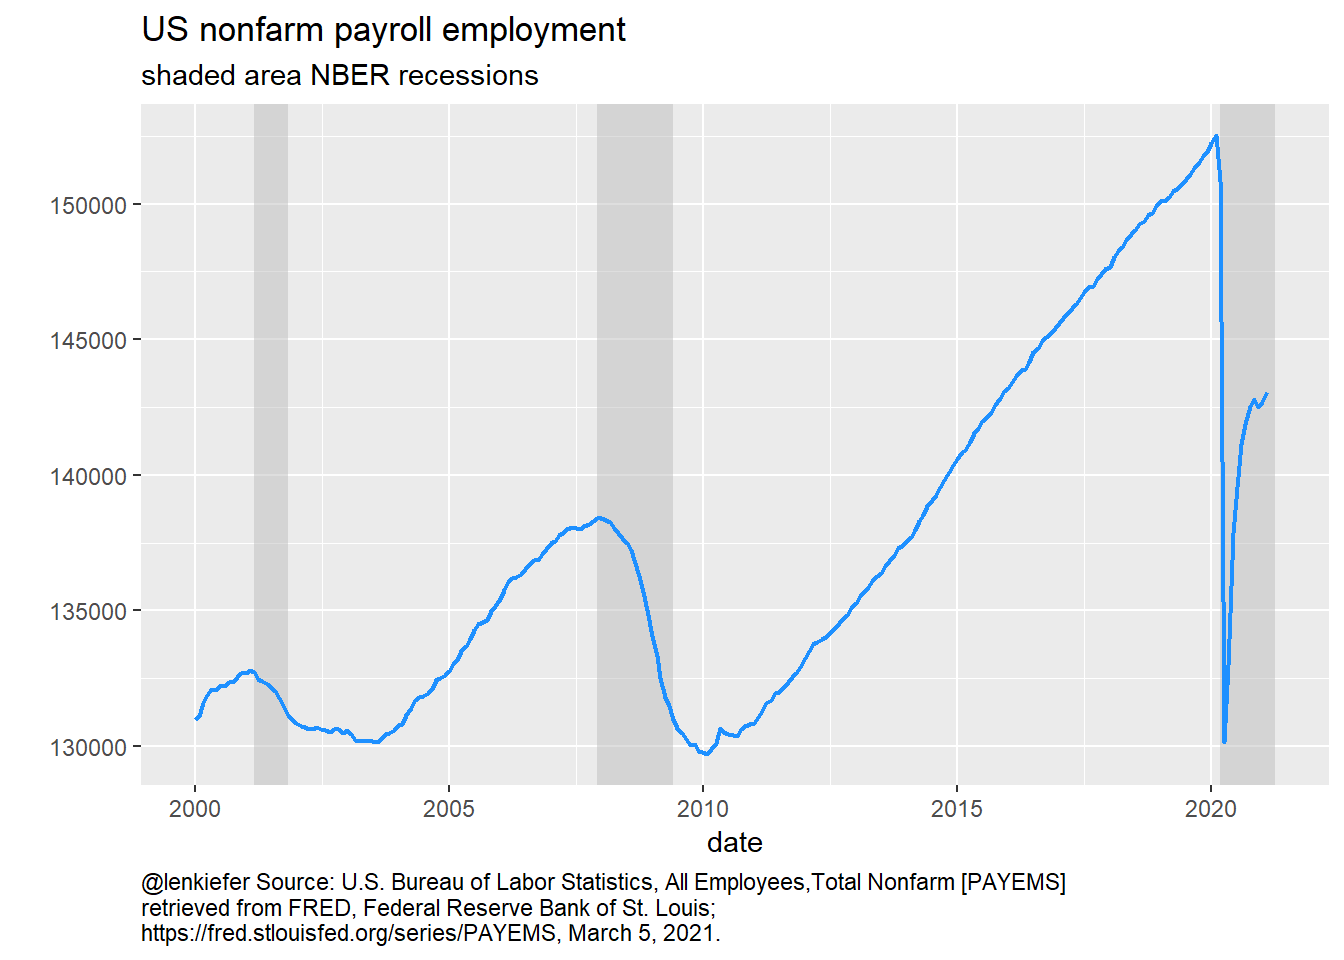 US nonfarm payroll employment
shaded area NBER recessions
150000
145000
140000
135000
130000
2000 2005 2010 2015 2020
date
@lenkiefer Source: U.S. Bureau of Labor Statistics, All Employees,Total Nonfarm [PAYEMS]
retrieved from FRED, Federal Reserve Bank of St. Louis;
https://fred.stlouisfed.org/series/PAYEMS, March 5, 2021.